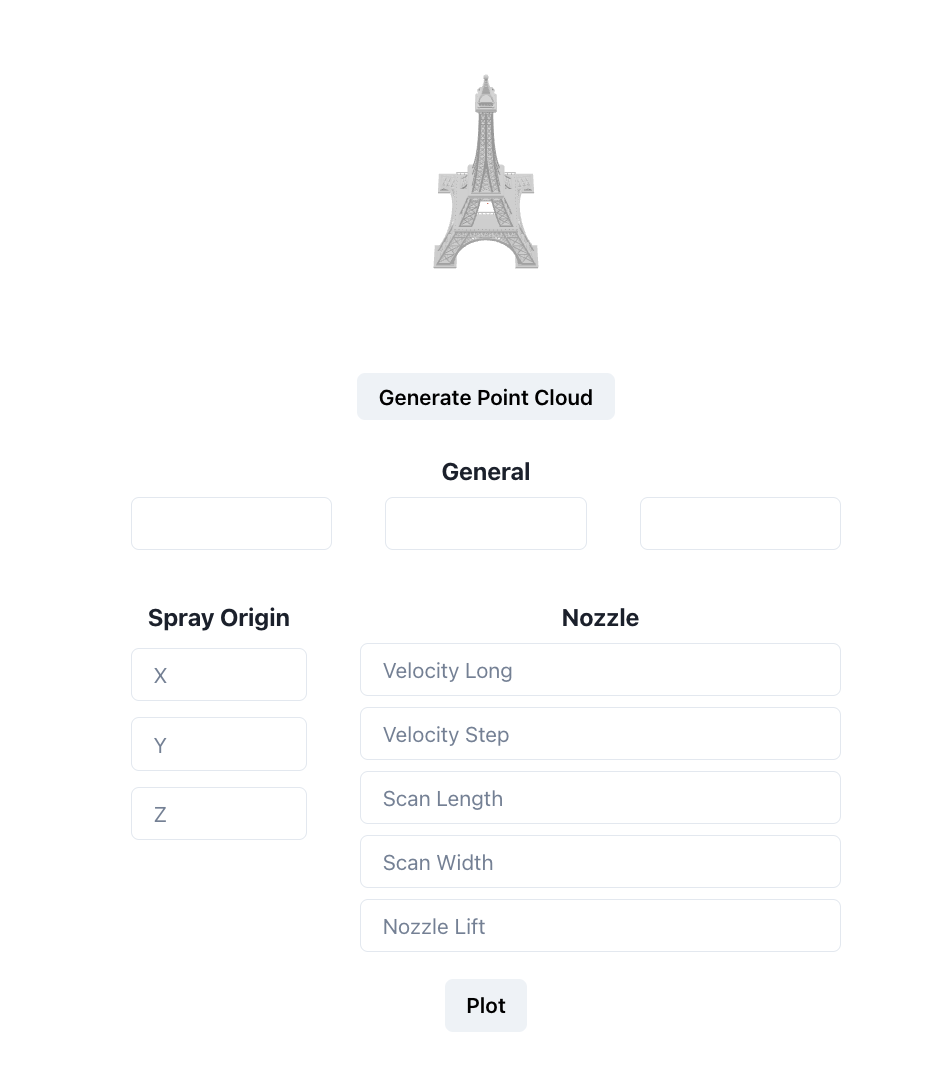 Generate Point Cloud
General
Spray Origin
X
Y
Z
Nozzle
Velocity Long
Velocity Step
Scan Length
Scan Width
Nozzle Lift
Plot